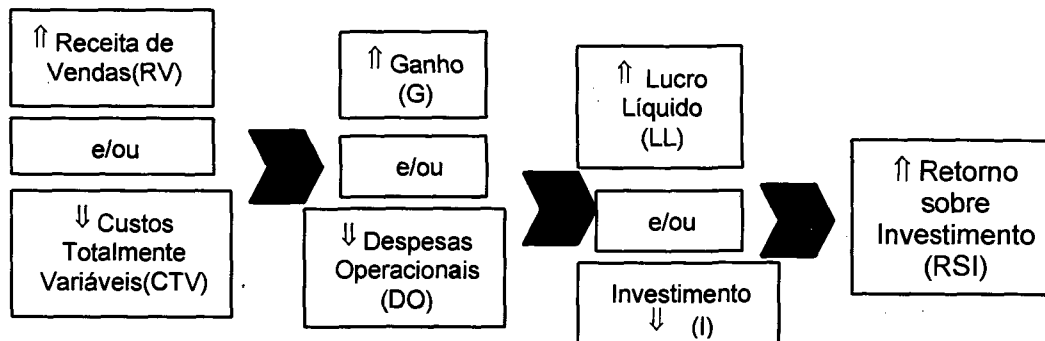 ⇑ Receita de
Vendas(RV)
e/ou
⇓ Custos
Totalmente
Variáveis(CTV)
⇑ Ganho
(G)
e/ou
⇓ Despesas
Operacionais
(DO)
⇑ Lucro
Líquido
(LL)
e/ou
Investimento
⇓ (I)
⇑ Retorno
sobre
Investimento
(RSI)